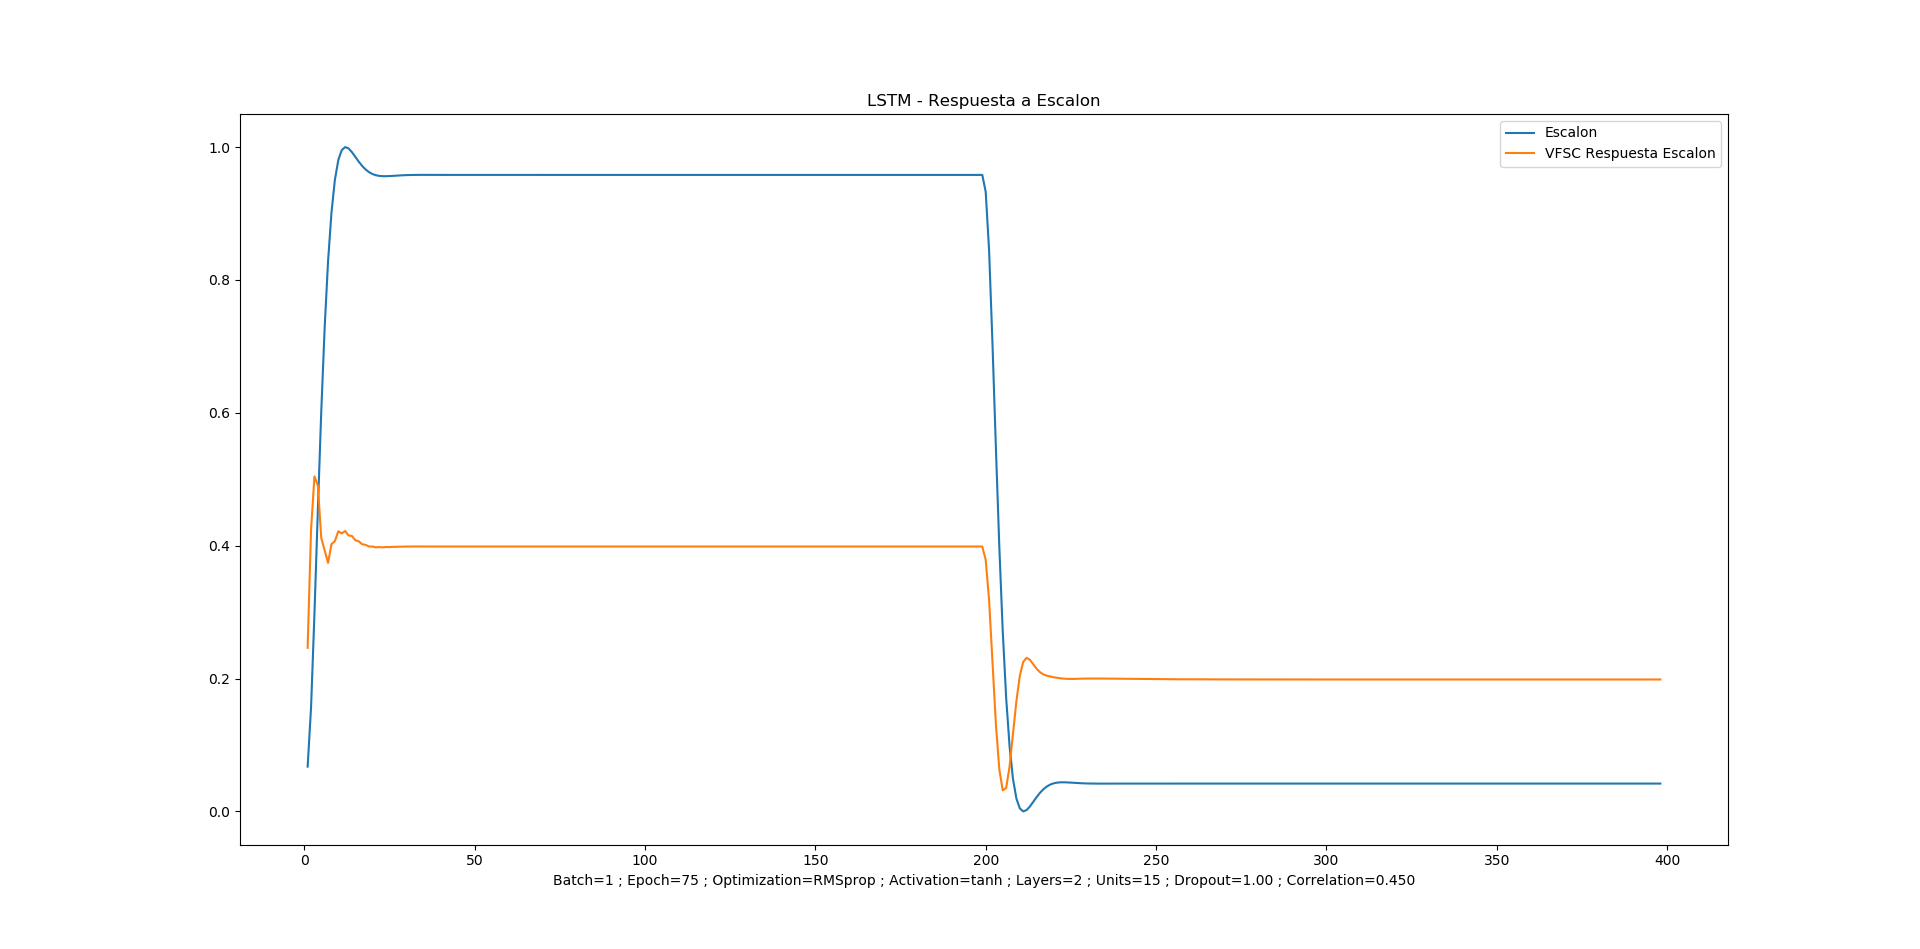 LSTM - Respuesta a Escalon
Escalon
VFSC Respuesta Escalon
1.0
0.8
0.6
0.4
0.2
0.0
0 50 100 150 200 250 300 350 400
Batch=1 ; Epoch=75 ; Optimization=RMSprop ; Activation=tanh ; Layers=2 ; Units=15 ; Dropout=1.00 ; Correlation=0.450